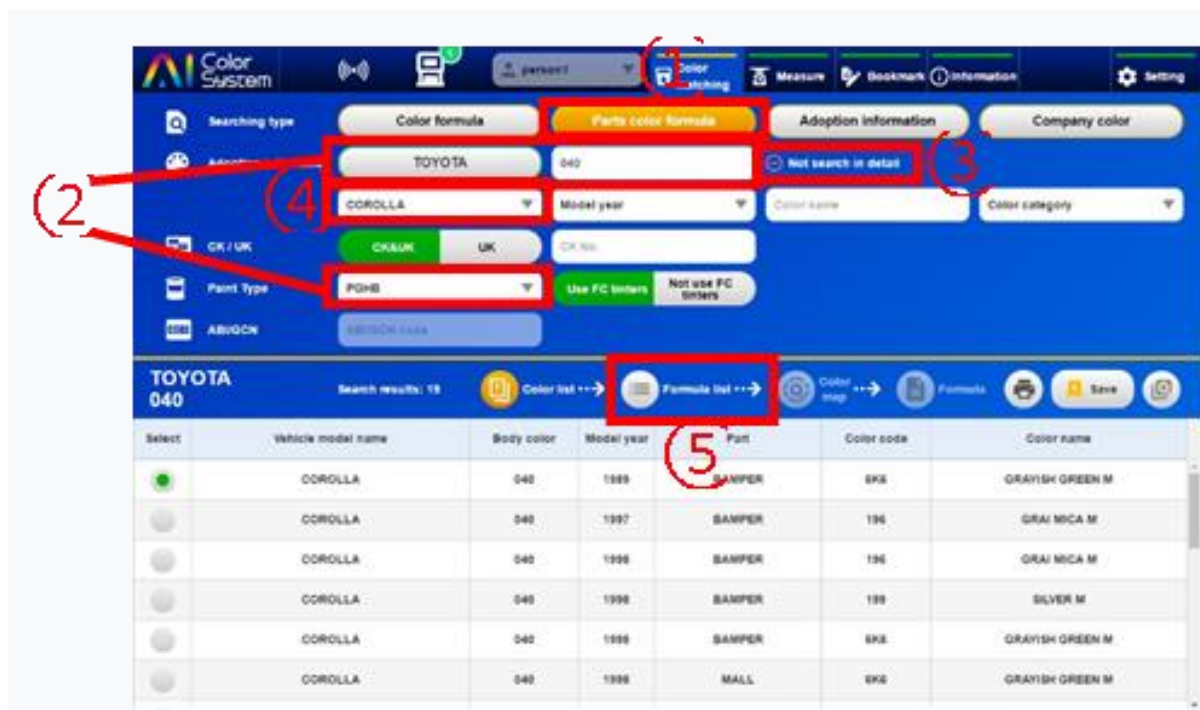 AI Color System
5
person1
Color matching
Measure
Bookmark
Information
Setting
①
Searching type
Color formula
Parts color formula
Adoption information
Company color
TOYOTA
040
Not search in detail
③
②
④
COROLLA
Model year
Color name
Color category
CK / UK
CK&UK
UK
CK No.
Paint Type
PGHB
Use FC tinters
Not use FC tinters
ABI/GCN
ABI/GCN code
TOYOTA
040
Search results: 19
Color list
Formula list
Color map
Formula
Save
⑤
Select Vehicle model name Body color Model year Part Color code Color name
COROLLA 040 BAMPER 6K6 GRAYISH GREEN M
COROLLA 040 1997 BAMPER 196 GRAI MICA M
COROLLA 040 1998 BAMPER 196 GRAI MICA M
COROLLA 040 1998 BAMPER 199 SILVER M
COROLLA 040 1998 BAMPER 6K6 GRAYISH GREEN M
COROLLA 040 1998 MALL 6K6 GRAYISH GREEN M